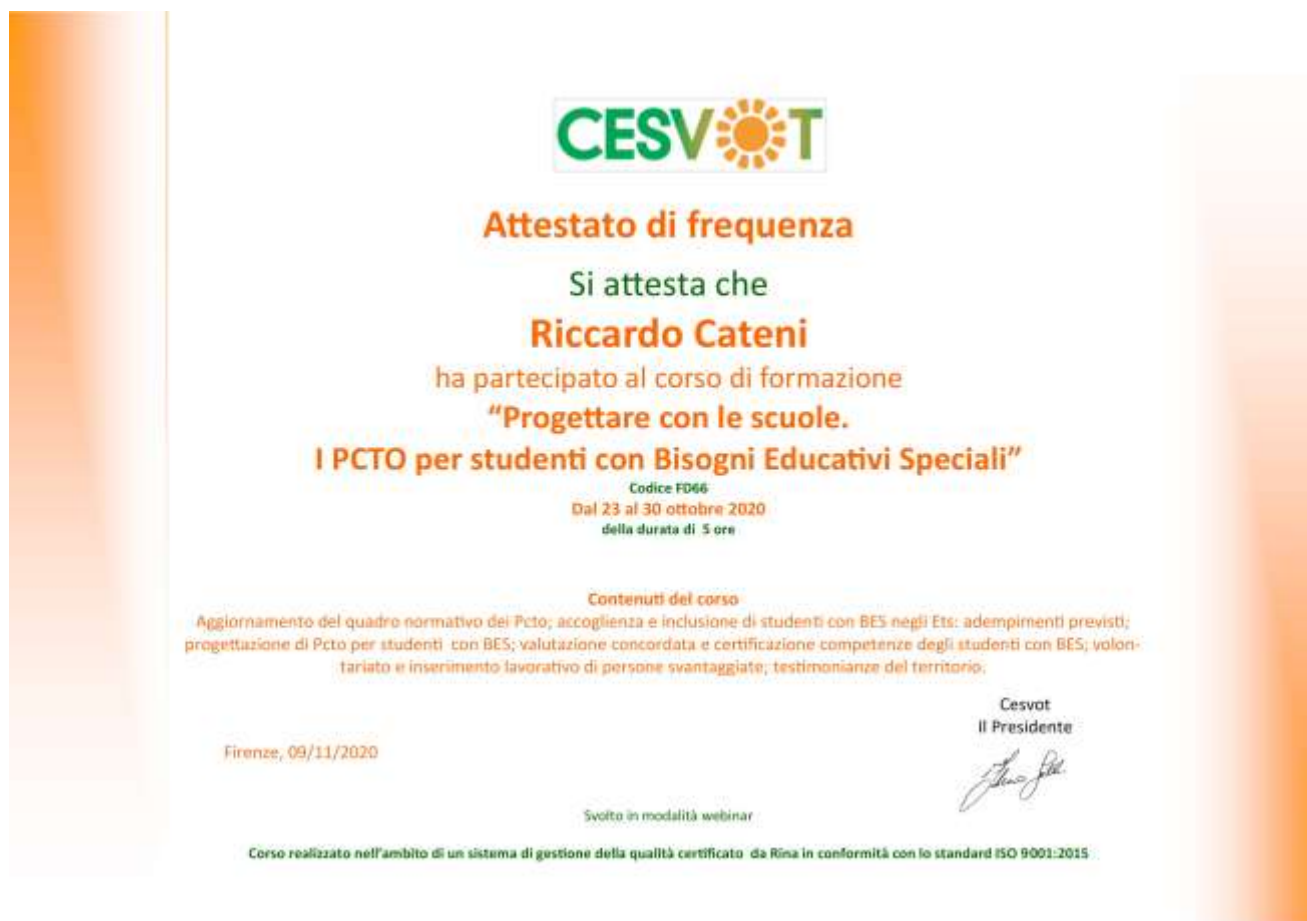 CESVOT
Attestato di frequenza
Si attesta che
Riccardo Cateni
ha partecipato al corso di formazione
“Progettare con le scuole.
I PCTO per studenti con Bisogni Educativi Speciali”
Codice FD66
Dal 23 al 30 ottobre 2020
della durata di 5 ore
Contenuti del corso
Aggiornamento del quadro normativo dei Pcto; accoglienza e inclusione di studenti con BES negli Ets: adempimenti previsti;
progettazione di Pcto per studenti con BES; valutazione concordata e certificazione competenze degli studenti con BES; volon-
tariato e inserimento lavorativo di persone svantaggiate; testimonianze del territorio.
Cesvot
Il Presidente
Firenze, 09/11/2020
Svolto in modalità webinar
Corso realizzato nell’ambito di un sistema di gestione della qualità certificato da Rina in conformità con lo standard ISO 9001:2015